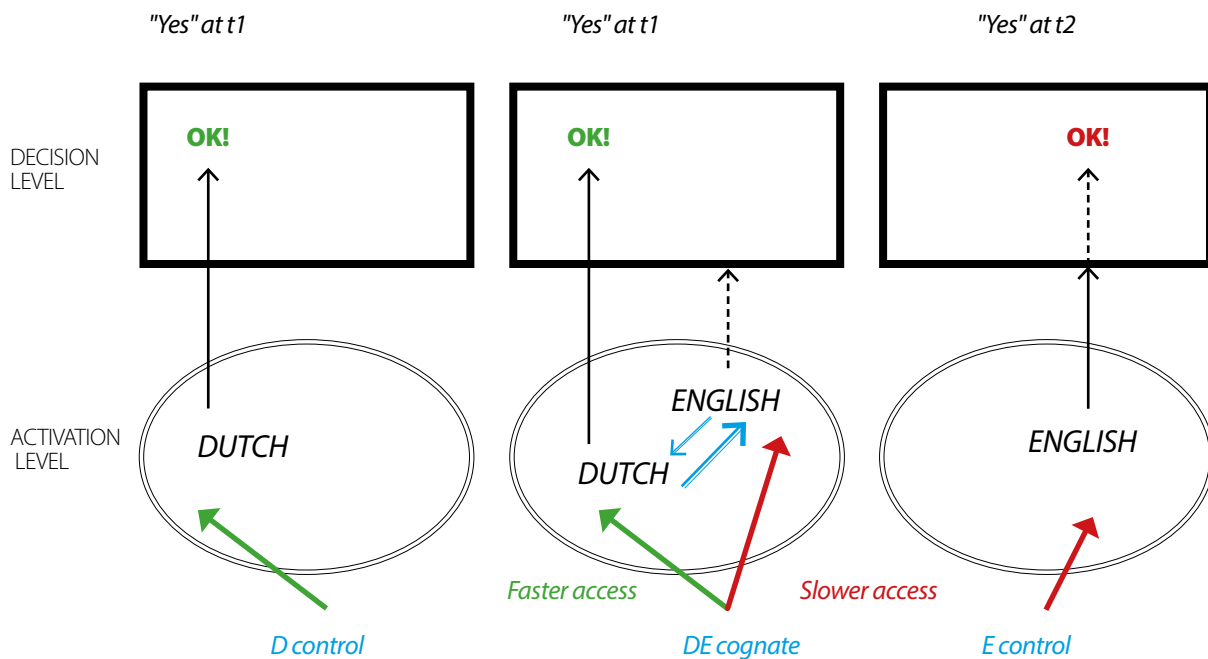 "Yes" at t1
"Yes" at t1
"Yes" at t2
DECISION
LEVEL
OK!
OK!
OK!
ACTIVATION
LEVEL
DUTCH
ENGLISH
DUTCH
ENGLISH
Faster access
Slower access
D control
DE cognate
E control